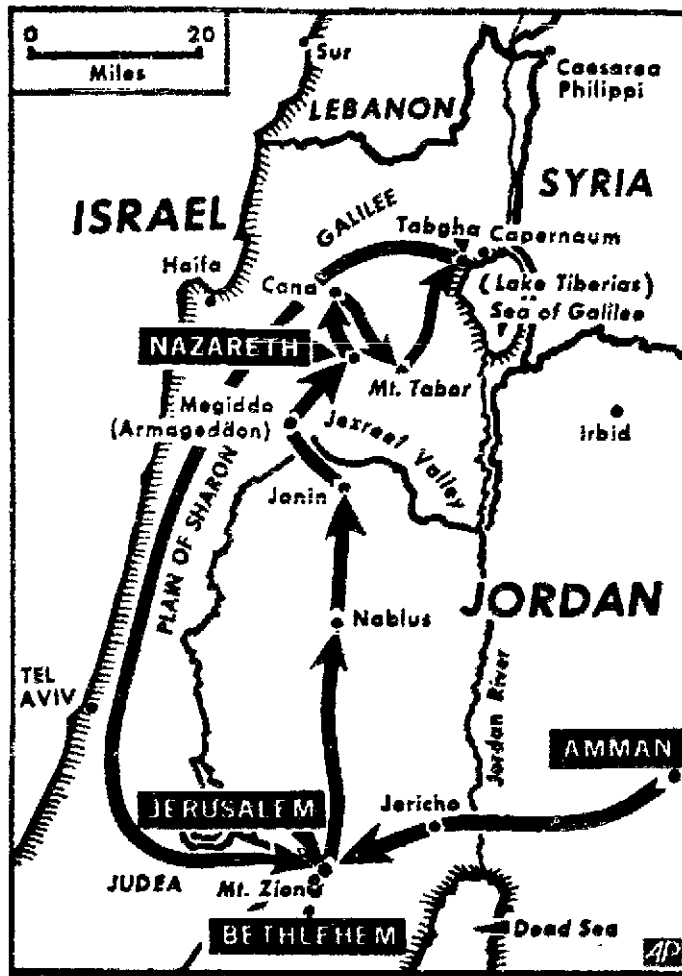 0 20
Miles
Sur
Caesarea
Philippi
LEBANON
SYRIA
ISRAEL
GALILEE
Tabgha
Capernaum
Haifa
Cana
(Lake Tiberias)
Sea of Galilee
NAZARETH
Mt. Tabor
Megiddo
(Armageddon)
Jezreel Valley
Irbid
Janin
PLAIN OF SHARON
JORDAN
Nablus
TEL
AVIV
Jordan River
AMMAN
JERUSALEM
Jericho
JUDEA
Mt. Zion
BETHLEHEM
Dead Sea
AP